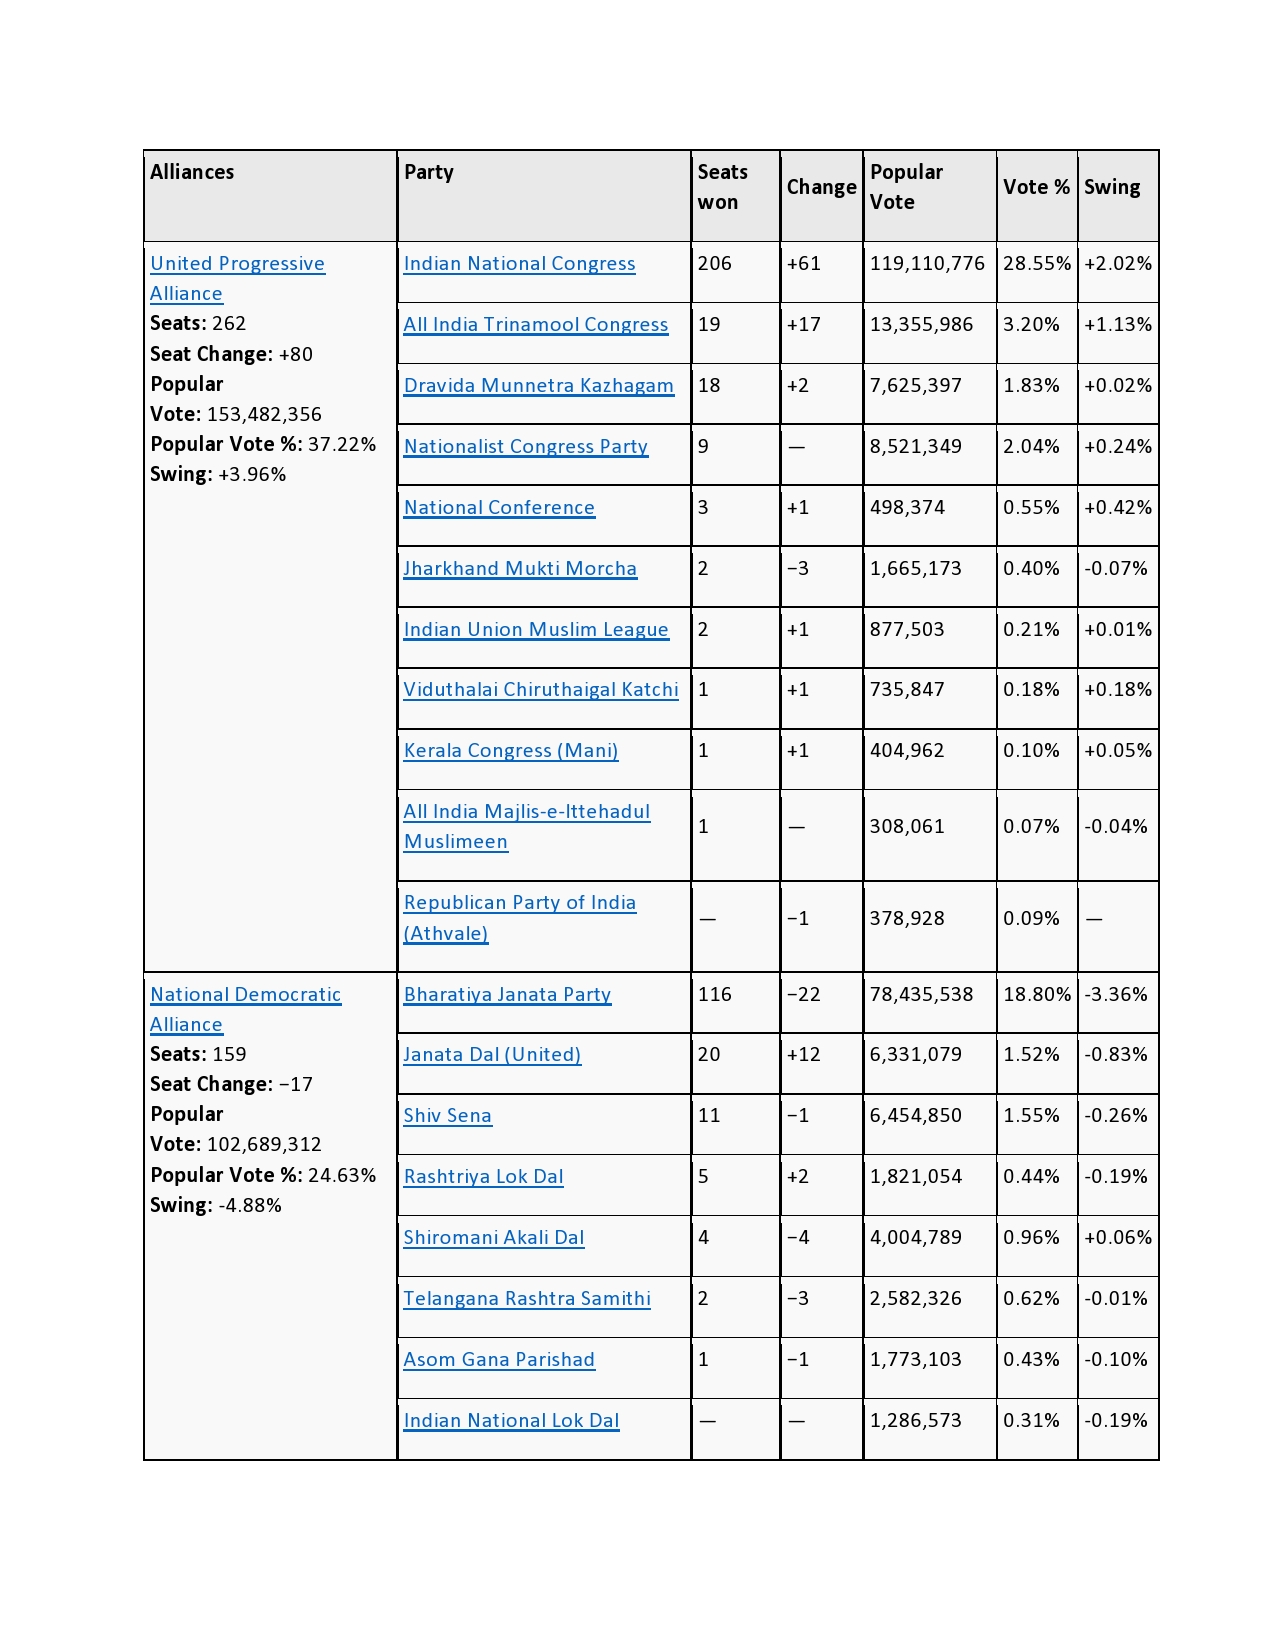 Alliances
Party
Seats
won
Change
Popular
Vote
Vote %
Swing
United Progressive
Alliance
Seats: 262
Seat Change: +80
Popular
Vote: 153,482,356
Popular Vote %: 37.22%
Swing: +3.96%
Indian National Congress 206 +61 119,110,776 28.55% +2.02%
All India Trinamool Congress 19 +17 13,355,986 3.20% +1.13%
Dravida Munnetra Kazhagam 18 +2 7,625,397 1.83% +0.02%
Nationalist Congress Party 9 — 8,521,349 2.04% +0.24%
National Conference 3 +1 498,374 0.55% +0.42%
Jharkhand Mukti Morcha 2 −3 1,665,173 0.40% -0.07%
Indian Union Muslim League 2 +1 877,503 0.21% +0.01%
Viduthalai Chiruthaigal Katchi 1 +1 735,847 0.18% +0.18%
Kerala Congress (Mani) 1 +1 404,962 0.10% +0.05%
All India Majlis-e-Ittehadul
Muslimeen
1 — 308,061 0.07% -0.04%
Republican Party of India
(Athvale)
— −1 378,928 0.09% —
National Democratic
Alliance
Seats: 159
Seat Change: −17
Popular
Vote: 102,689,312
Popular Vote %: 24.63%
Swing: -4.88%
Bharatiya Janata Party 116 −22 78,435,538 18.80% -3.36%
Janata Dal (United) 20 +12 6,331,079 1.52% -0.83%
Shiv Sena 11 −1 6,454,850 1.55% -0.26%
Rashtriya Lok Dal 5 +2 1,821,054 0.44% -0.19%
Shiromani Akali Dal 4 −4 4,004,789 0.96% +0.06%
Telangana Rashtra Samithi 2 −3 2,582,326 0.62% -0.01%
Asom Gana Parishad 1 −1 1,773,103 0.43% -0.10%
Indian National Lok Dal — — 1,286,573 0.31% -0.19%